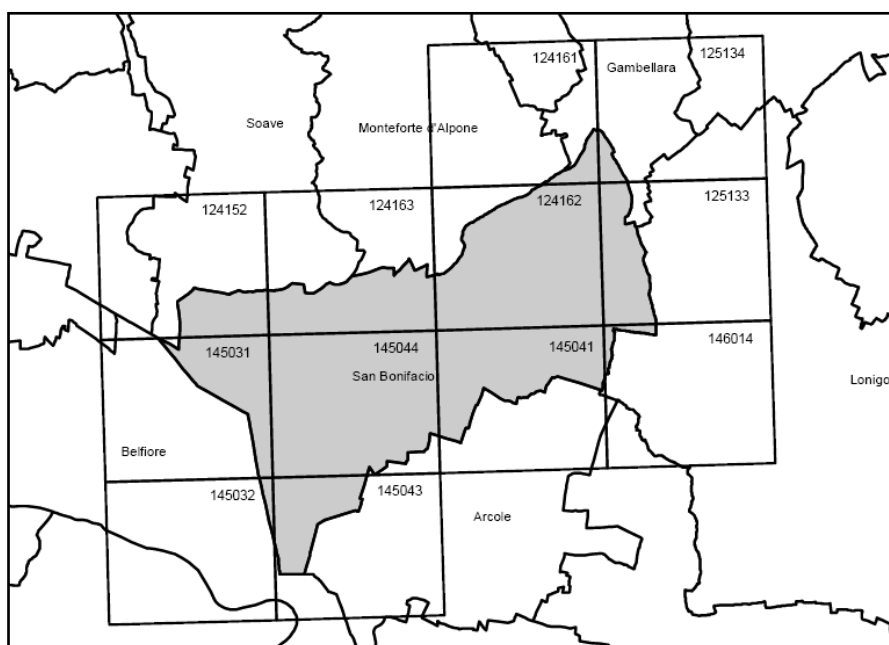 124161
125134
Gambellara
Soave
Monteforte d'Alpone
124152
124163
124162
125133
145031
145044
145041
146014
San Bonifacio
Lonigo
Belfiore
145032
145043
Arcole